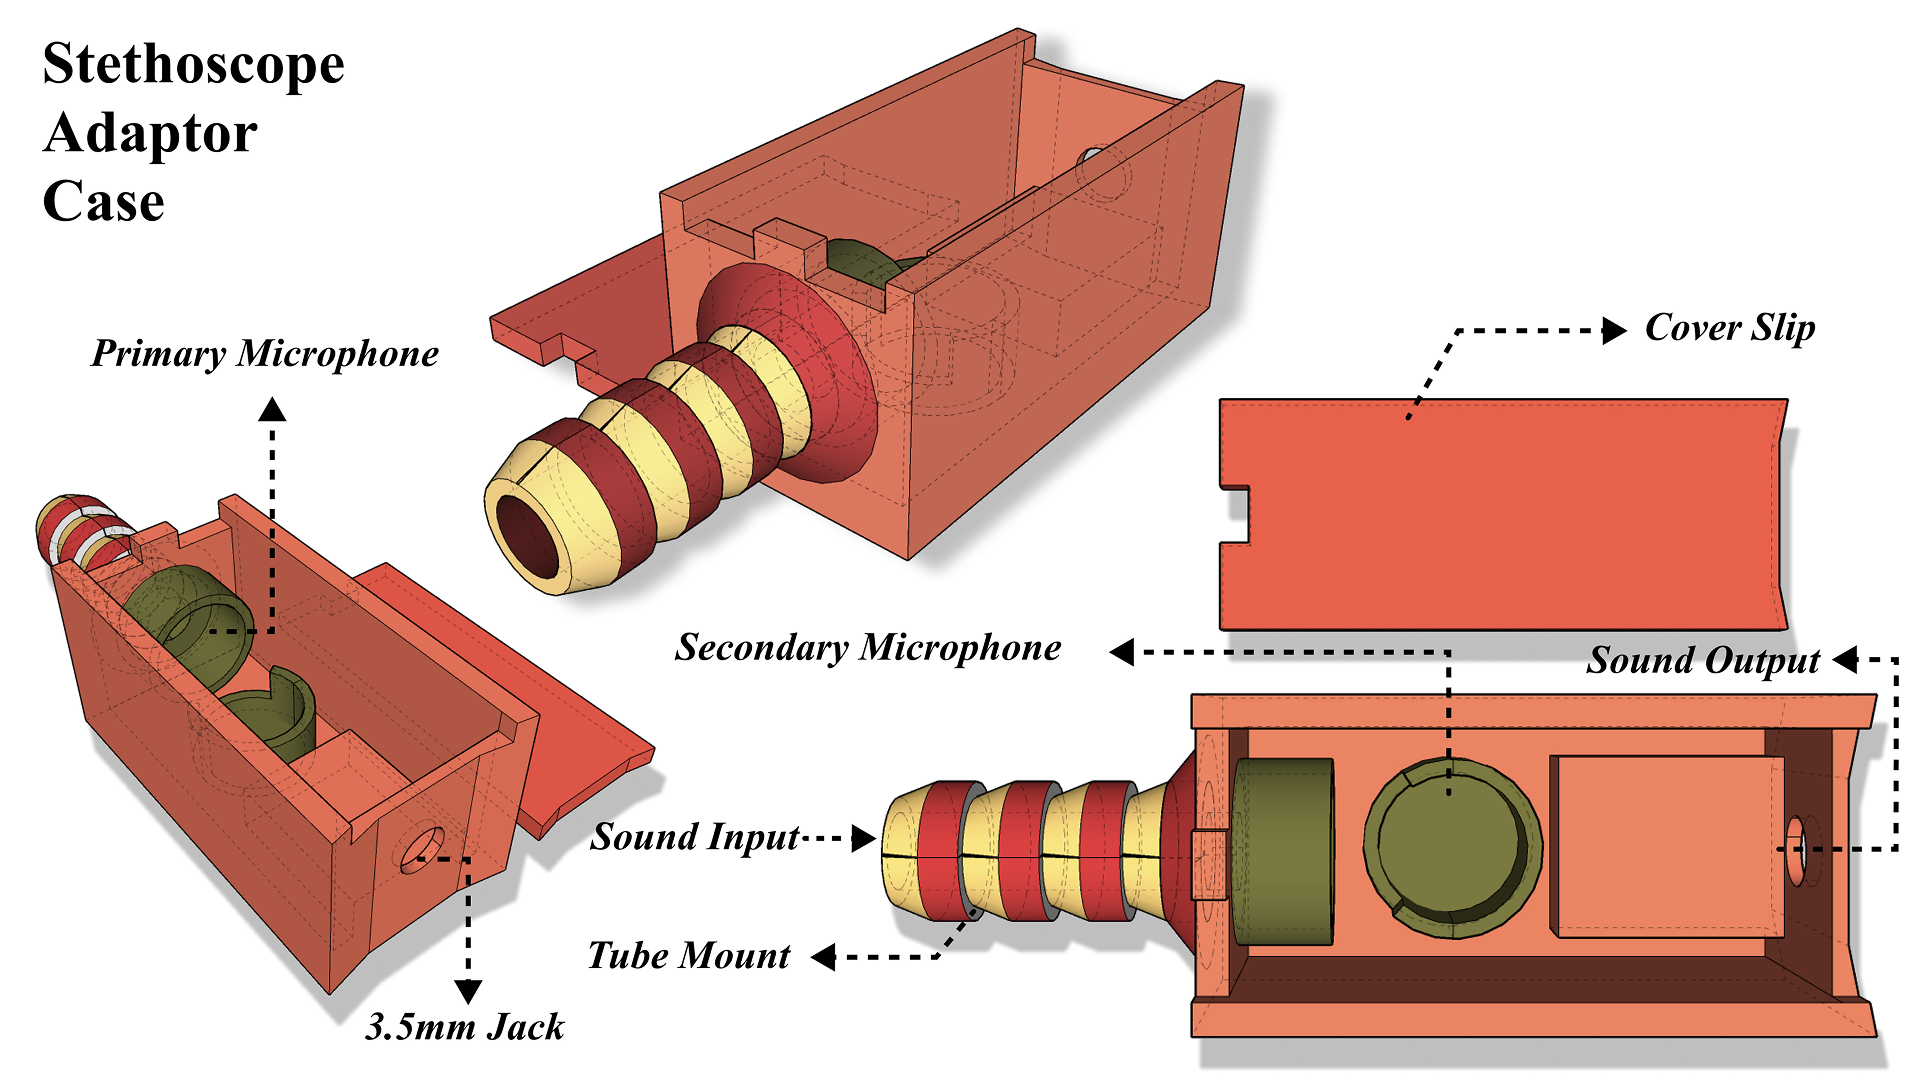 Stethoscope
Adaptor
Case
Primary Microphone
Cover Slip
Secondary Microphone
Sound Output
Sound Input
Tube Mount
3.5mm Jack